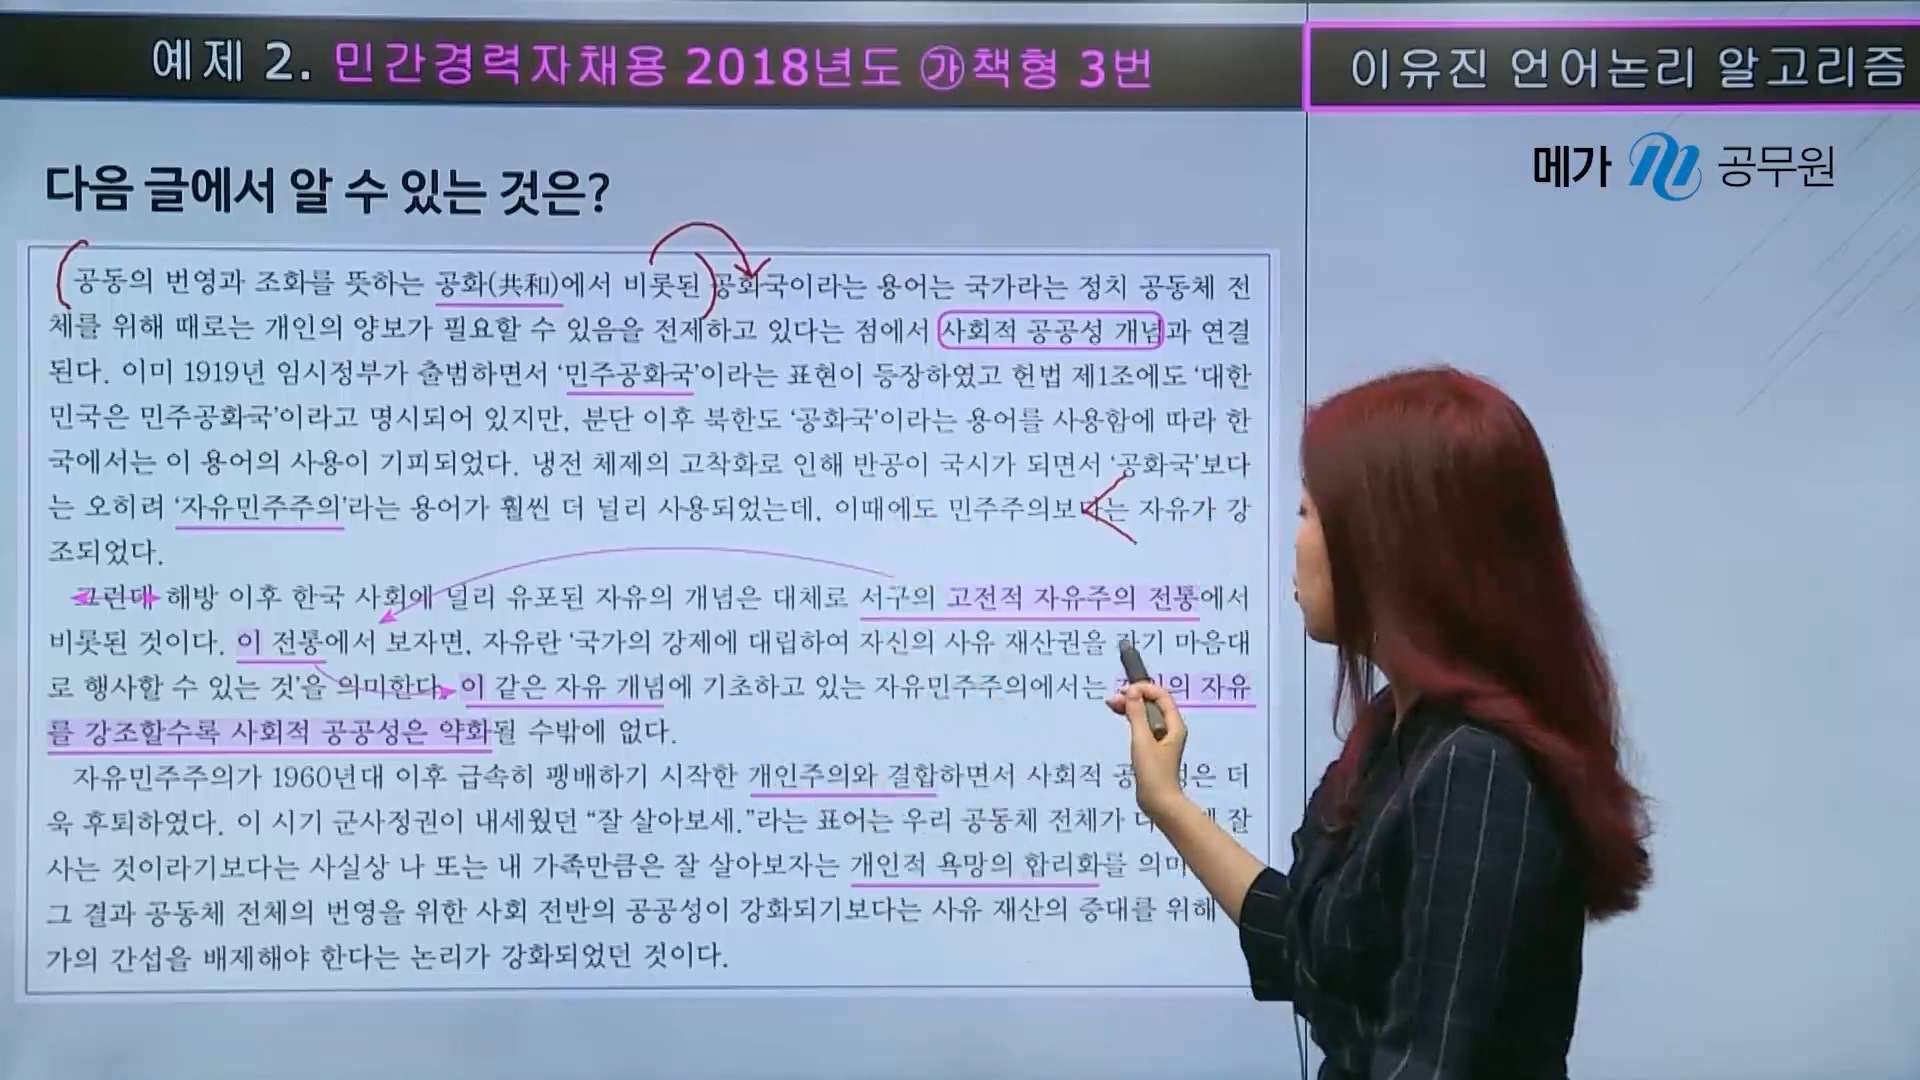 예제 2. 민간경력자채용 2018년도 ㉮책형 3번
이유진 언어논리 알고리즘
메가 공무원
다음 글에서 알 수 있는 것은?
공동의 번영과 조화를 뜻하는 공화(共和)에서 비롯된 공화국이라는 용어는 국가라는 정치 공동체 전
체를 위해 때로는 개인의 양보가 필요할 수 있음을 전제하고 있다는 점에서 사회적 공공성 개념과 연결
된다. 이미 1919년 임시정부가 출범하면서 ‘민주공화국’이라는 표현이 등장하였고 헌법 제1조에도 ‘대한
민국은 민주공화국’이라고 명시되어 있지만, 분단 이후 북한도 ‘공화국’이라는 용어를 사용함에 따라 한
국에서는 이 용어의 사용이 기피되었다. 냉전 체제의 고착화로 인해 반공이 국시가 되면서 ‘공화국’보다
는 오히려 ‘자유민주주의’라는 용어가 훨씬 더 널리 사용되었는데, 이때에도 민주주의보다는 자유가 강
조되었다.
그런데 해방 이후 한국 사회에 널리 유포된 자유의 개념은 대체로 서구의 고전적 자유주의 전통에서
비롯된 것이다. 이 전통에서 보자면, 자유란 ‘국가의 강제에 대립하여 자신의 사유 재산권을 자기 마음대
로 행사할 수 있는 것’을 의미한다. 이 같은 자유 개념에 기초하고 있는 자유민주주의에서는 자유
를 강조할수록 사회적 공공성은 약화될 수밖에 없다.
자유민주주의가 1960년대 이후 급속히 팽배하기 시작한 개인주의와 결합하면서 사회적 더
욱 후퇴하였다. 이 시기 군사정권이 내세웠던 “잘 살아보세.”라는 표어는 우리 공동체 전체가 잘
사는 것이라기보다는 사실상 나 또는 내 가족만큼은 잘 살아보자는 개인적 욕망의 합리화를
그 결과 공동체 전체의 번영을 위한 사회 전반의 공공성이 강화되기보다는 사유 재산의 증대를 위해
가의 간섭을 배제해야 한다는 논리가 강화되었던 것이다.